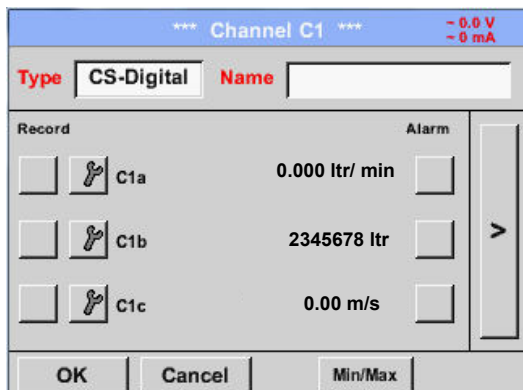 *** Channel C1 *** ~ 0.0 V
~ 0 mA
Type CS-Digital Name
Record Alarm
C1a 0.000 ltr/ min
C1b 2345678 ltr
>
C1c 0.00 m/s
OK Cancel Min/Max